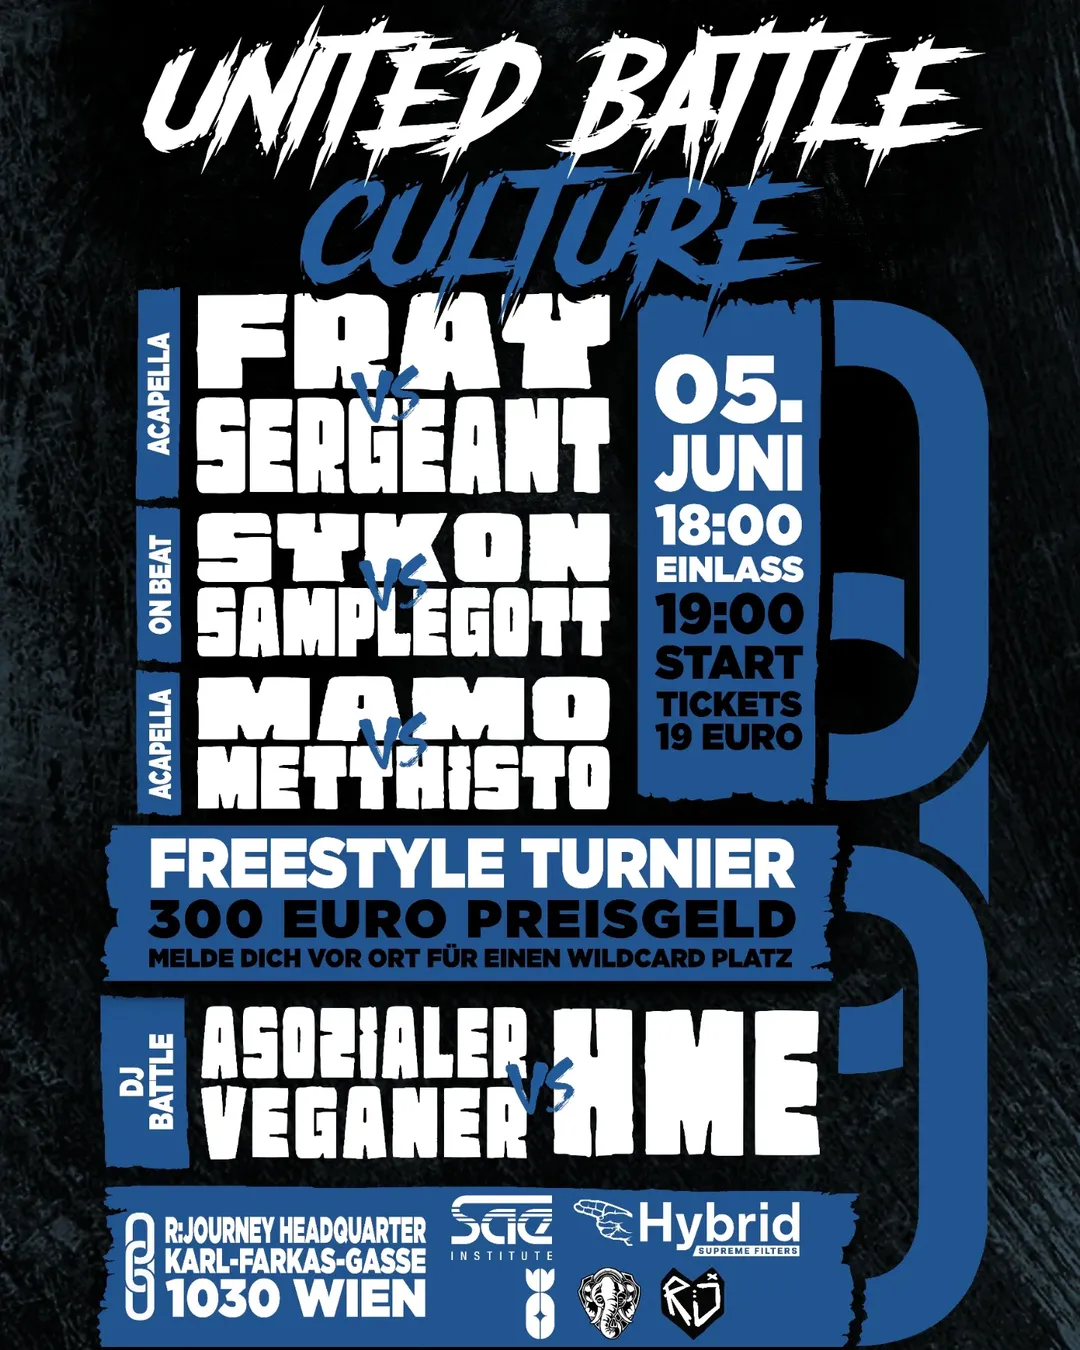 UNITED BATTLE
CULTURE
ACAPELLA
FRAY
VS
SERGEANT
ON BEAT
SYKON
VS
SAMPLEGOTT
ACAPELLA
MAMO
VS
METTHISTO
05.
JUNI
18:00
EINLASS
19:00
START
TICKETS
19 EURO
FREESTYLE TURNIER
300 EURO PREISGELD
MELDE DICH VOR ORT FÜR EINEN WILDCARD PLATZ
DJ
BATTLE
ASOZIALER
VEGANER
VS
HME
R:JOURNEY HEADQUARTER
KARL-FARKAS-GASSE
1030 WIEN
sae
INSTITUTE
Hybrid
SUPREME FILTERS
RJ